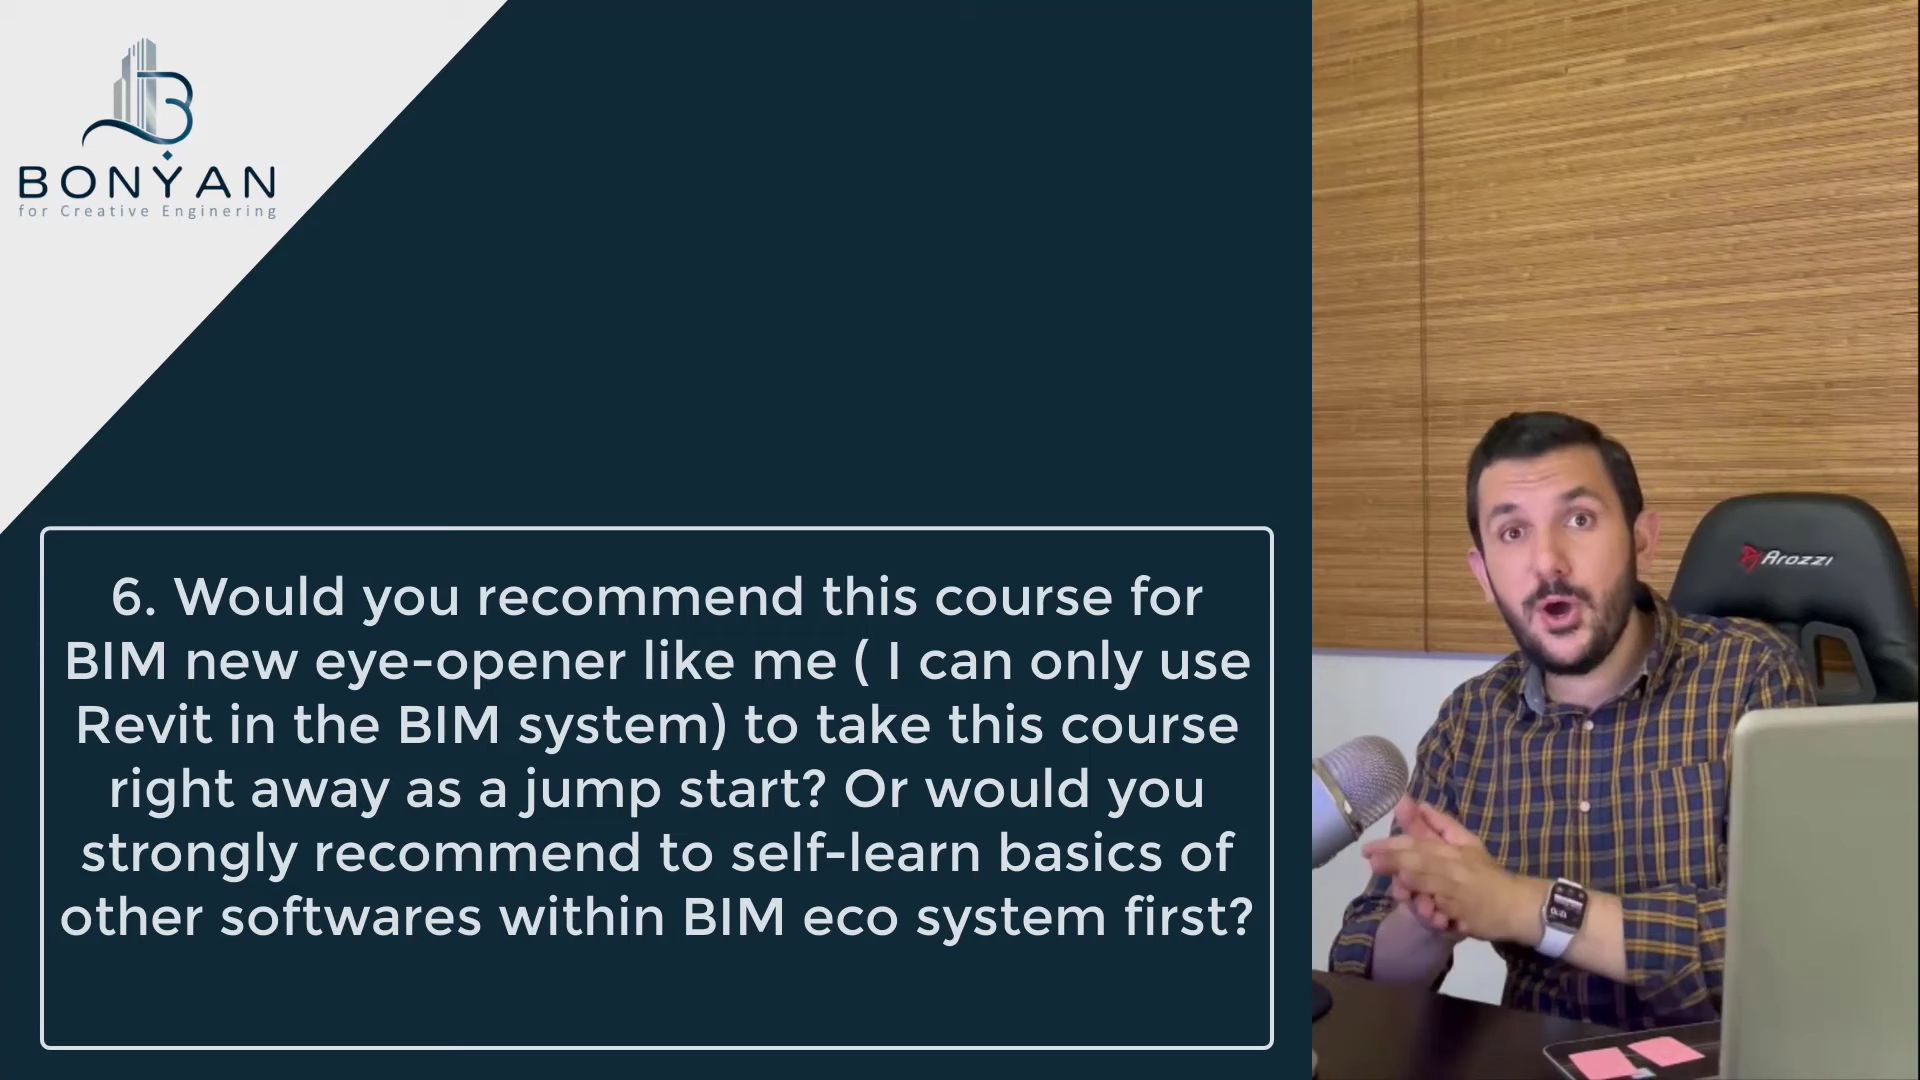 BONYAN
for Creative Enginering
6. Would you recommend this course for
BIM new eye-opener like me ( I can only use
Revit in the BIM system) to take this course
right away as a jump start? Or would you
strongly recommend to self-learn basics of
other softwares within BIM eco system first?
Arozzi